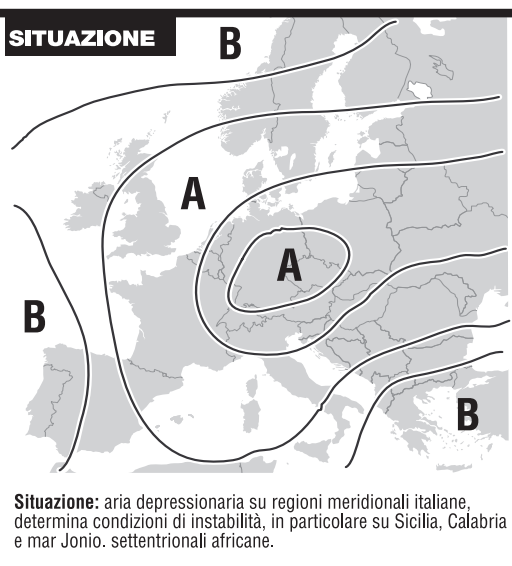 SITUAZIONE
B
A
A
B
B
Situazione: aria depressionaria su regioni meridionali italiane,
determina condizioni di instabilità, in particolare su Sicilia, Calabria
e mar Jonio. settentrionali africane.